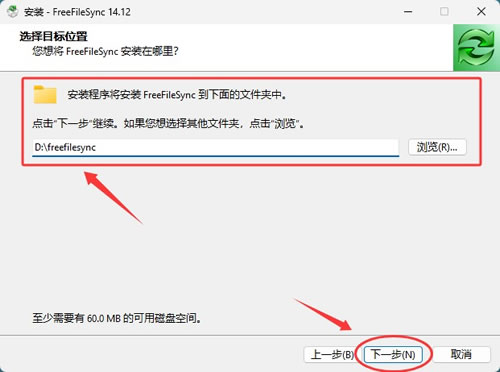 安装 - FreeFileSync 14.12
选择目标位置
您想将 FreeFileSync 安装在哪里?
安装程序将安装 FreeFileSync 到下面的文件夹中。
点击“下一步”继续。如果您想选择其他文件夹，点击“浏览”。
D:\freefilesync
浏览(R)...
至少需要有 60.0 MB 的可用磁盘空间。
上一步(B) 下一步(N) 取消